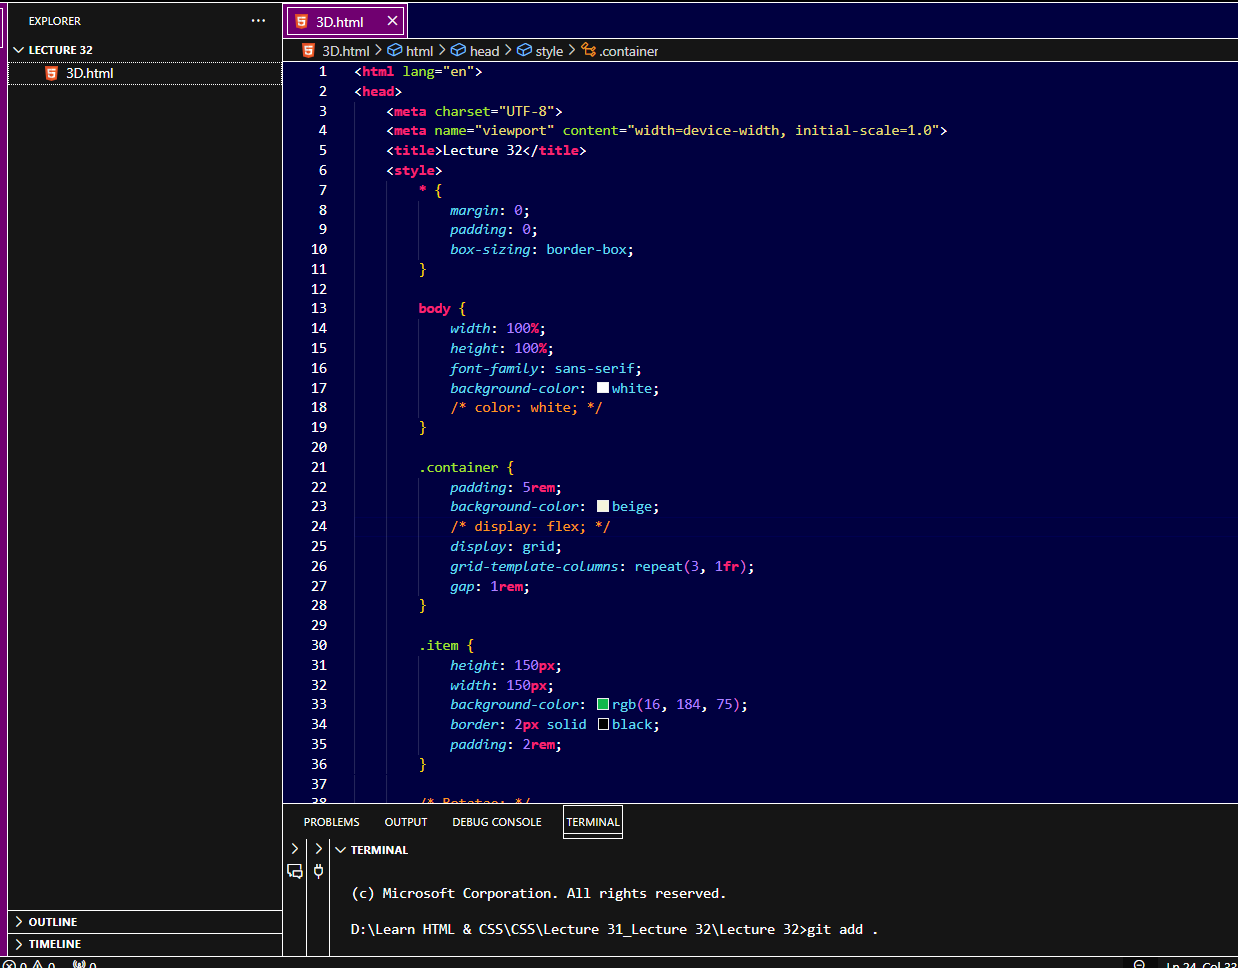 EXPLORER
LECTURE 32
3D.html
3D.html
3D.html > html > head > style > .container
1 <html lang="en">
2 <head>
3 <meta charset="UTF-8">
4 <meta name="viewport" content="width=device-width, initial-scale=1.0">
5 <title>Lecture 32</title>
6 <style>
7 * {
8 margin: 0;
9 padding: 0;
10 box-sizing: border-box;
11 }
12
13 body {
14 width: 100%;
15 height: 100%;
16 font-family: sans-serif;
17 background-color: white;
18 /* color: white; */
19 }
20
21 .container {
22 padding: 5rem;
23 background-color: beige;
24 /* display: flex; */
25 display: grid;
26 grid-template-columns: repeat(3, 1fr);
27 gap: 1rem;
28 }
29
30 .item {
31 height: 150px;
32 width: 150px;
33 background-color: rgb(16, 184, 75);
34 border: 2px solid black;
35 padding: 2rem;
36 }
37
38 /* */
PROBLEMS OUTPUT DEBUG CONSOLE TERMINAL
TERMINAL
(c) Microsoft Corporation. All rights reserved.
D:\Learn HTML & CSS\CSS\Lecture 31_Lecture 32\Lecture 32>git add .
OUTLINE
TIMELINE
0 0 0 Ln 24, Col 33